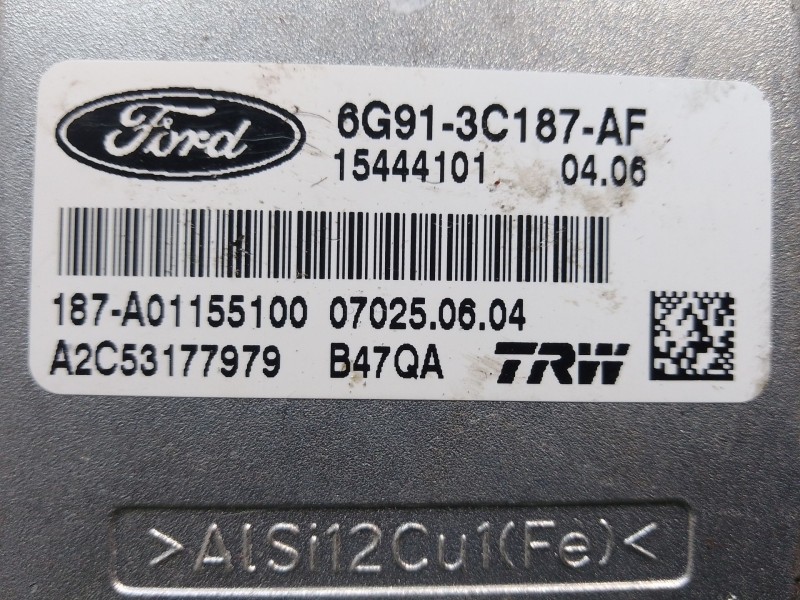 Ford
6G91-3C187-AF
15444101 04.06
187-A01155100 07025.06.04
A2C53177979 B47QA TRW
>AlSi12Cu1(Fe)<